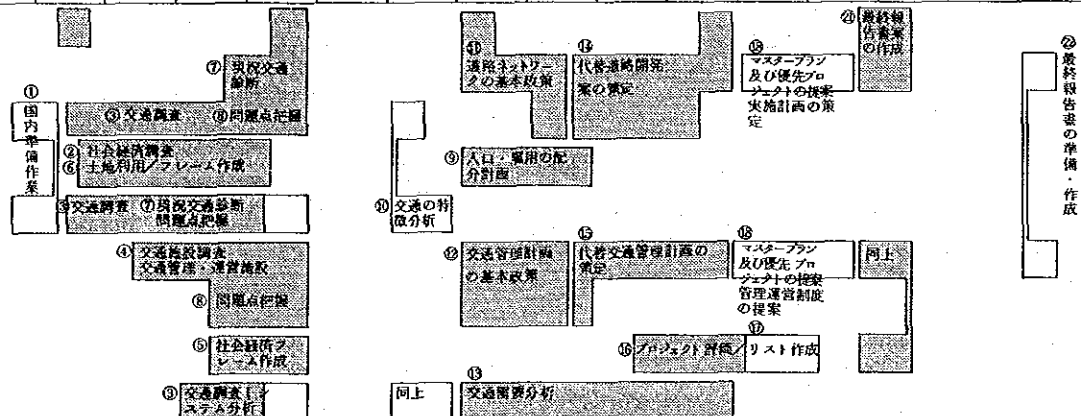 ①
国内準備作業
⑦ 現況交通
診断
③ 交通調査
⑧ 問題点把握
② 社会経済調査
⑥ 土地利用／フレーム作成
③ 交通調査
⑦ 現況交通診断
問題点把握
④ 交通施設調査
交通管理・運営施設
⑧ 問題点把握
⑤ 社会経済フ
レーム作成
③ 交通調査
ステム分析
⑩ 交通の特
徴分析
同上
⑪
道路ネットワー
クの基本政策
⑭
代替道路開発
案の策定
⑨ 人口・雇用の配
分計画
⑫ 交通管理計画
の基本政策
⑮
代替交通管理計画の
策定
⑬
交通需要分析
⑱
マスタープラン
及び優先プロ
ジェクトの提案
実施計画の策
定
⑱
マスタープラン
及び優先プロ
ジェクトの提案
管理運営制度
の提案
⑰
⑯ プロジェクト評価／リスト作成
㉑ 最終報
告書案
の作成
同上
㉒
最終報告書の準備・作成